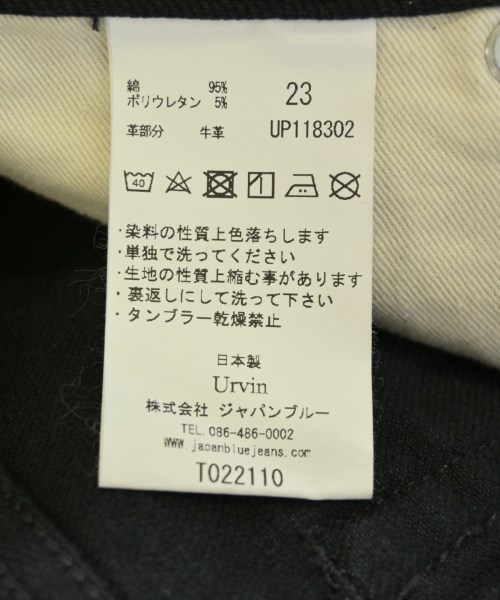 綿 95%
ポリウレタン 5%
23
革部分 牛革
UP118302
40
・染料の性質上色落ちします
・単独で洗ってください
・生地の性質上縮む事があります
・裏返しにして洗って下さい
・タンブラー乾燥禁止
日本製
Urvin
株式会社 ジャパンブルー
TEL.086-486-0002
www.japanbluejeans.com
T022110